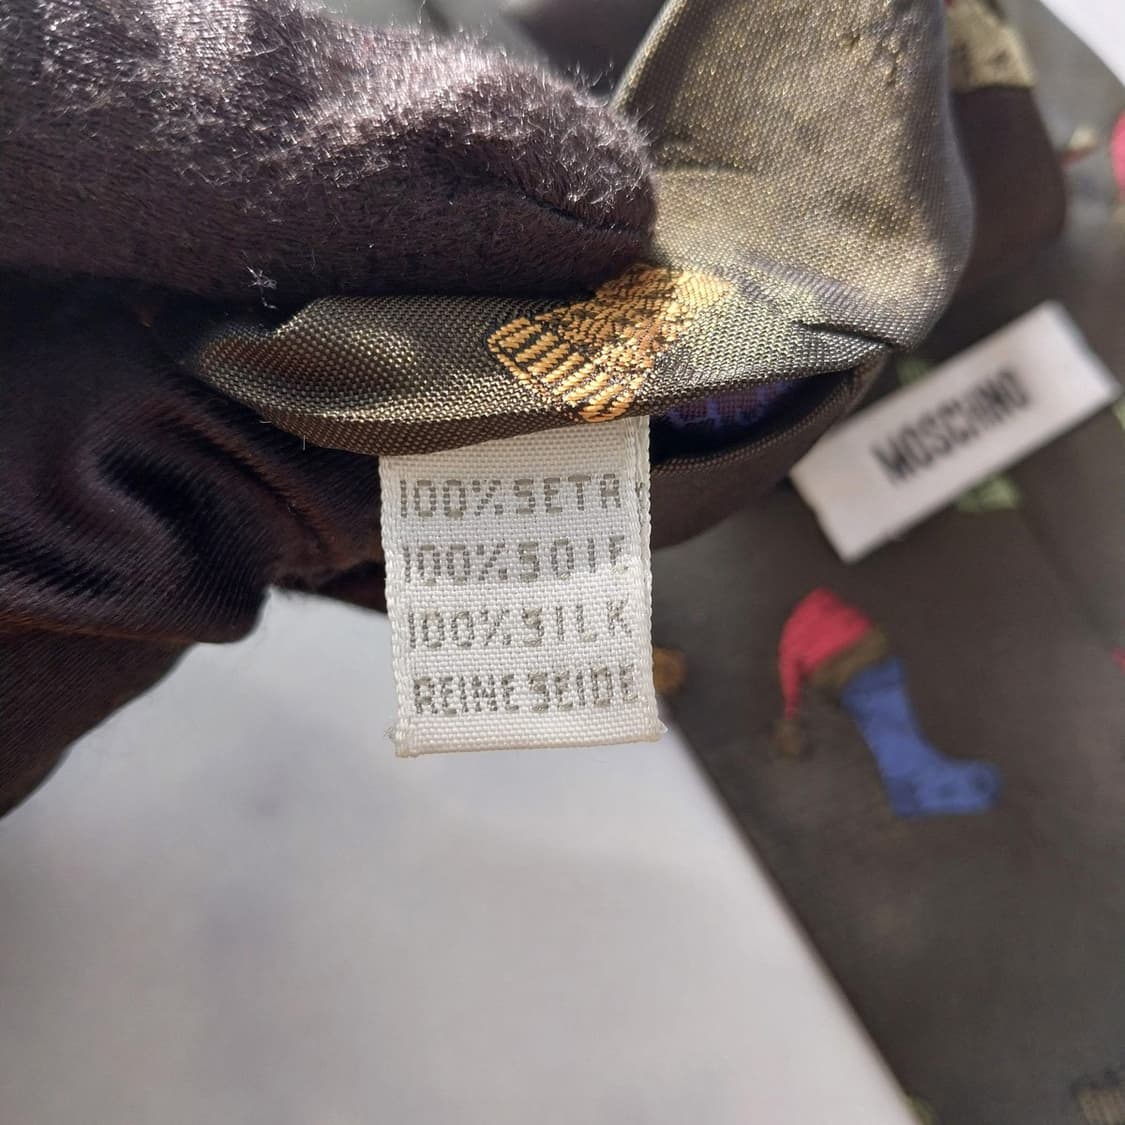 100% SETA
100% SOIE
100% SILK
REINE SEIDE
MOSCHINO